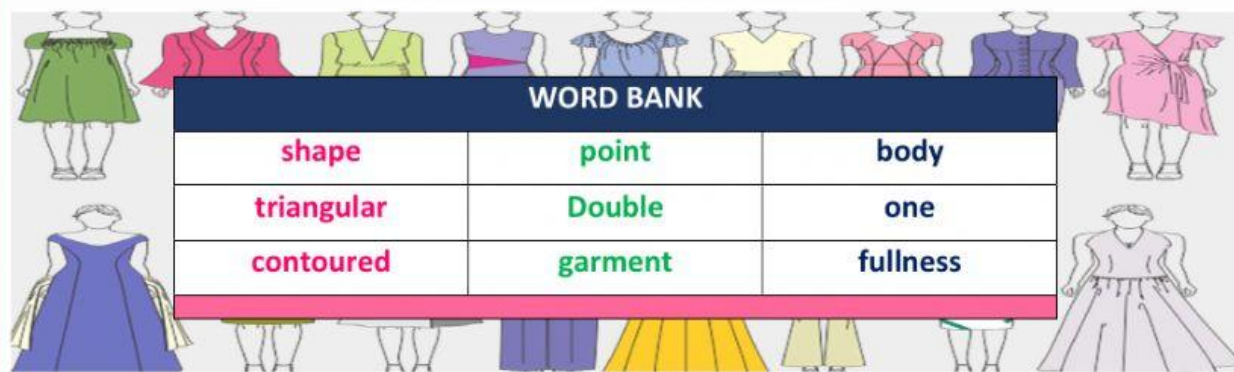 WORD BANK
shape point body
triangular Double one
contoured garment fullness